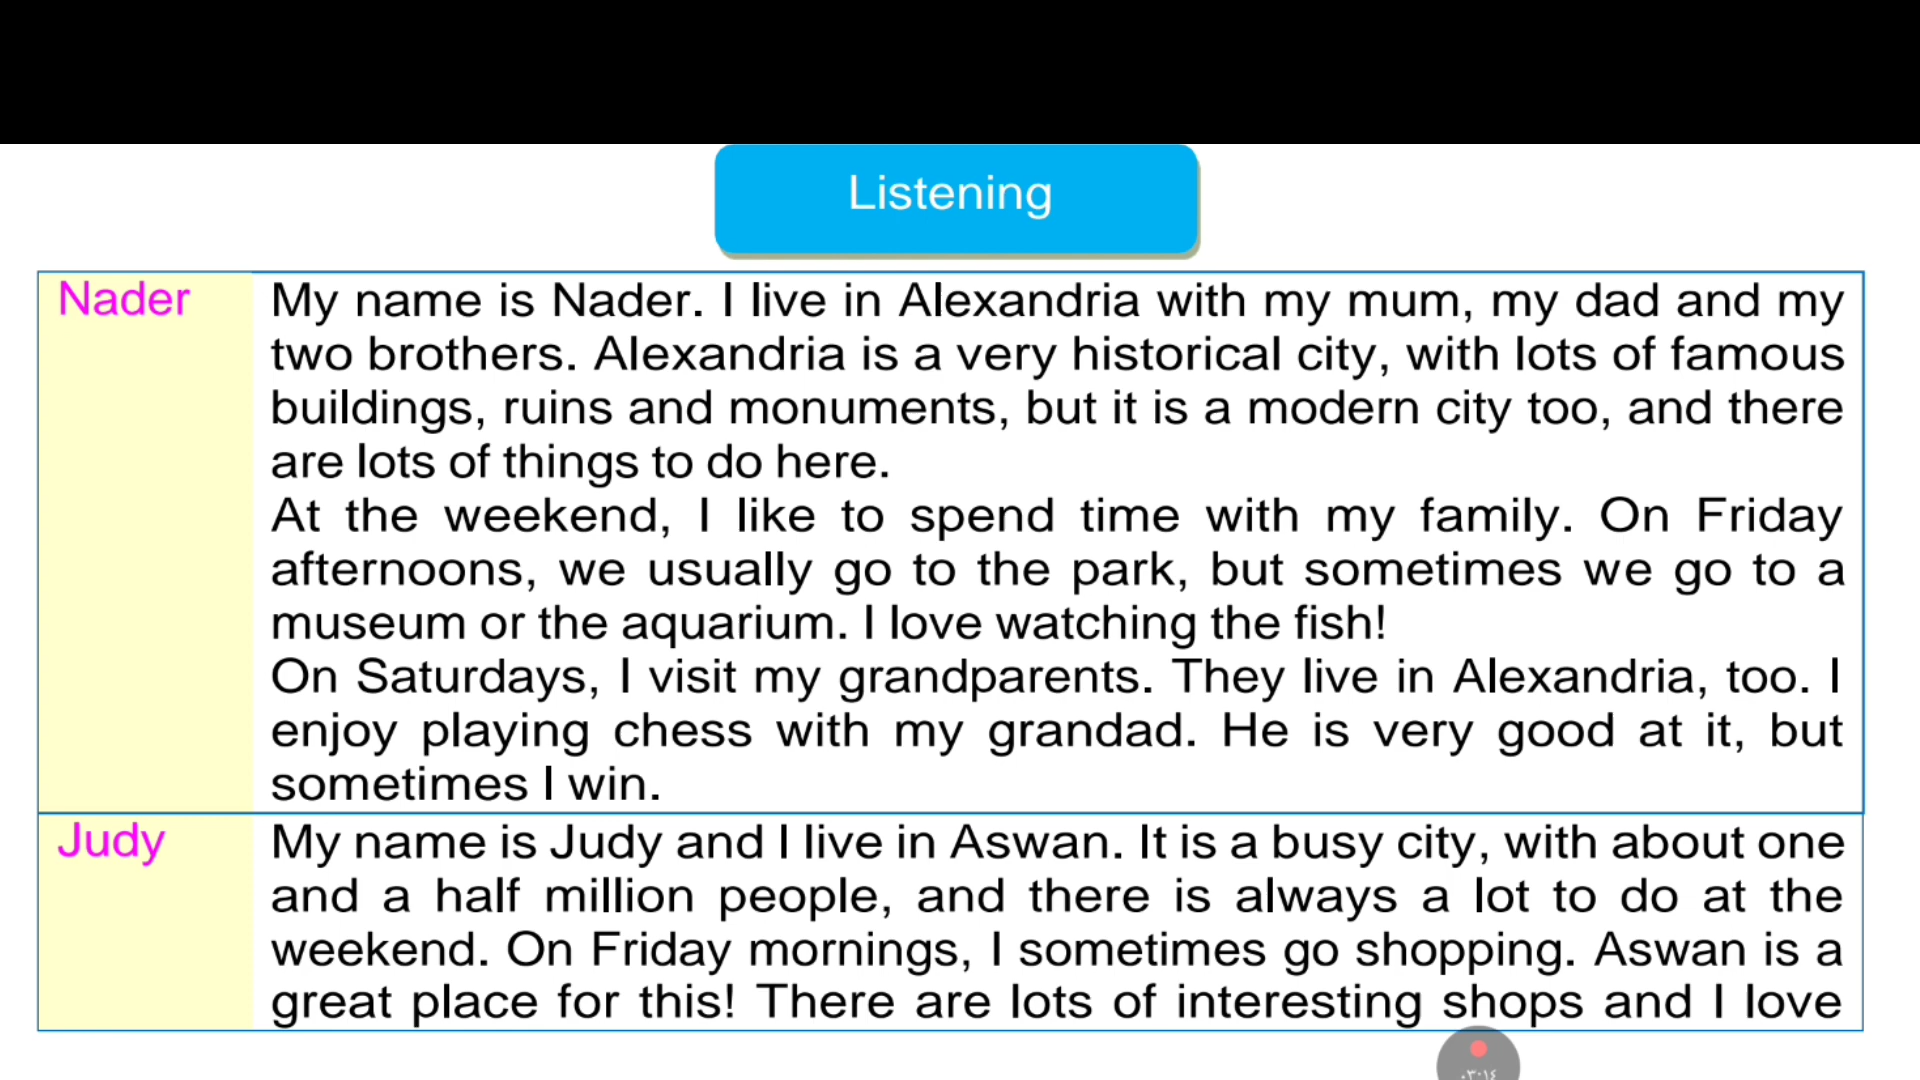 Listening
Nader
My name is Nader. I live in Alexandria with my mum, my dad and my
two brothers. Alexandria is a very historical city, with lots of famous
buildings, ruins and monuments, but it is a modern city too, and there
are lots of things to do here.
At the weekend, I like to spend time with my family. On Friday
afternoons, we usually go to the park, but sometimes we go to a
museum or the aquarium. I love watching the fish!
On Saturdays, I visit my grandparents. They live in Alexandria, too. I
enjoy playing chess with my grandad. He is very good at it, but
sometimes I win.
Judy
My name is Judy and I live in Aswan. It is a busy city, with about one
and a half million people, and there is always a lot to do at the
weekend. On Friday mornings, I sometimes go shopping. Aswan is a
great place for this! There are lots of interesting shops and I love
٠٣:١٤